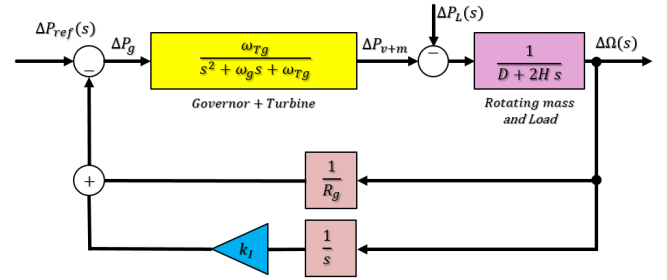 ΔP_ref(s)
−
ΔP_g
ω_Tg / (s² + ω_g s + ω_Tg)
Governor + Turbine
ΔP_v+m
ΔP_L(s)
−
1 / (D + 2H s)
Rotating mass
and Load
ΔΩ(s)
+
1 / R_g
k_I
1 / s